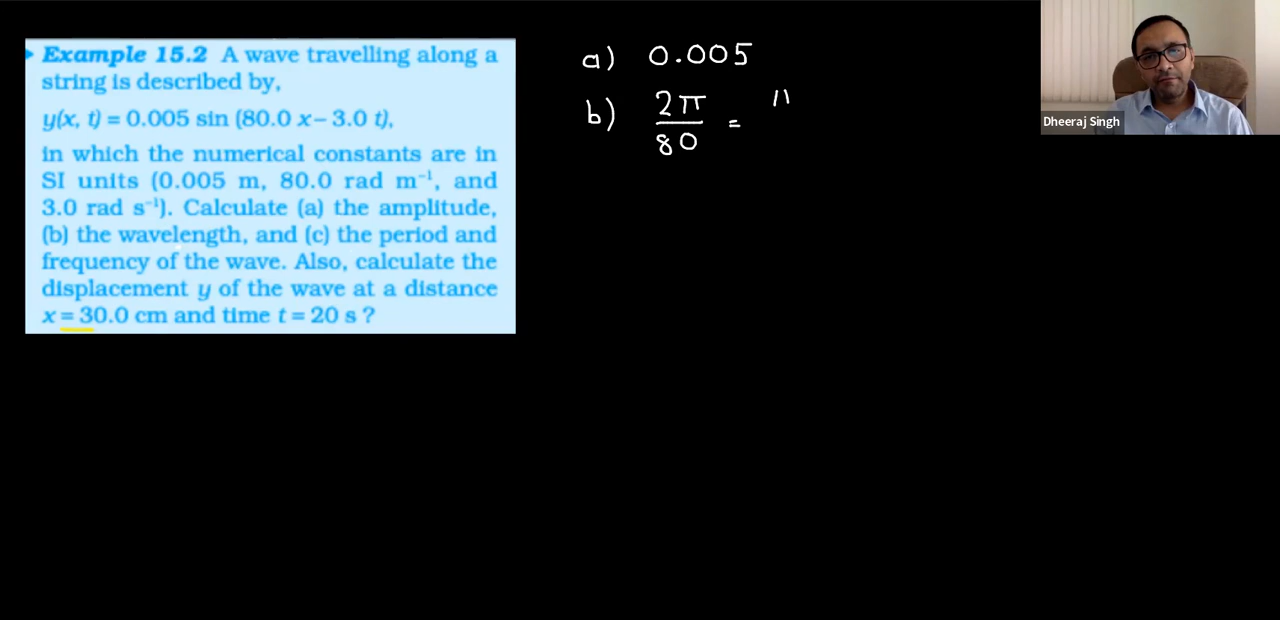 Example 15.2 A wave travelling along a
string is described by,
y(x, t) = 0.005 sin (80.0 x– 3.0 t),
in which the numerical constants are in
SI units (0.005 m, 80.0 rad m⁻¹, and
3.0 rad s⁻¹). Calculate (a) the amplitude,
(b) the wavelength, and (c) the period and
frequency of the wave. Also, calculate the
displacement y of the wave at a distance
x = 30.0 cm and time t = 20 s ?
a) 0.005
b) 2π/80 = "
Dheeraj Singh